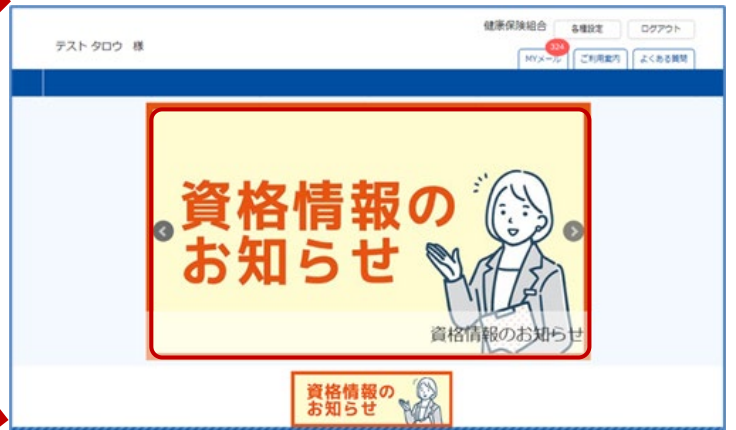 健康保険組合
各種設定
ログアウト
テスト タロウ 様
324
MYメール
ご利用案内
よくある質問
資格情報の
お知らせ
資格情報のお知らせ
資格情報の
お知らせ